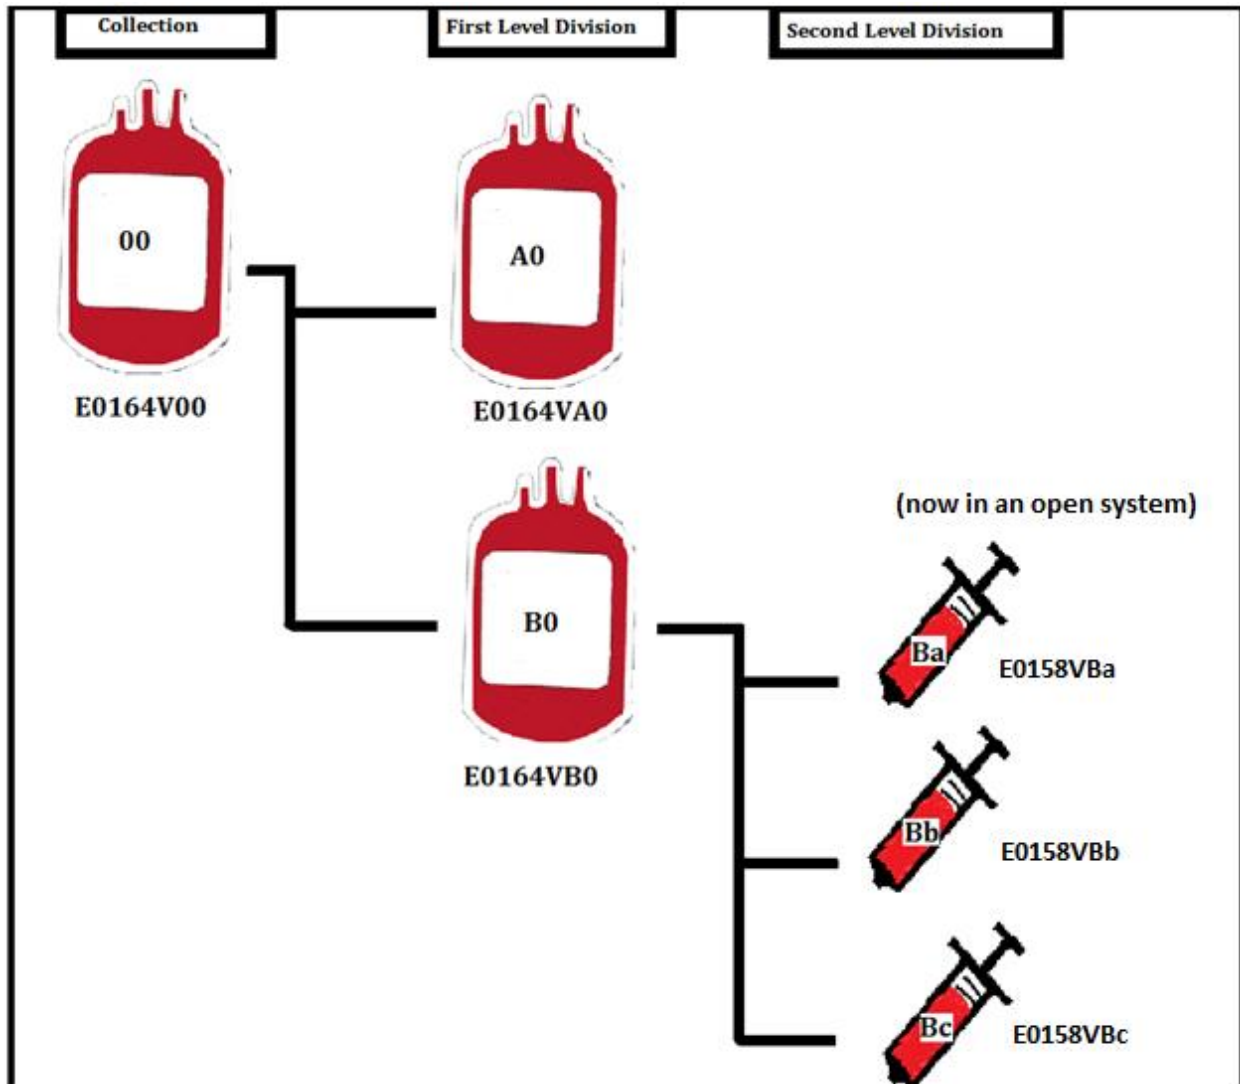 Collection
First Level Division
Second Level Division
00
A0
E0164V00
E0164VA0
(now in an open system)
B0
Ba
E0158VBa
E0164VB0
Bb
E0158VBb
Bc
E0158VBc